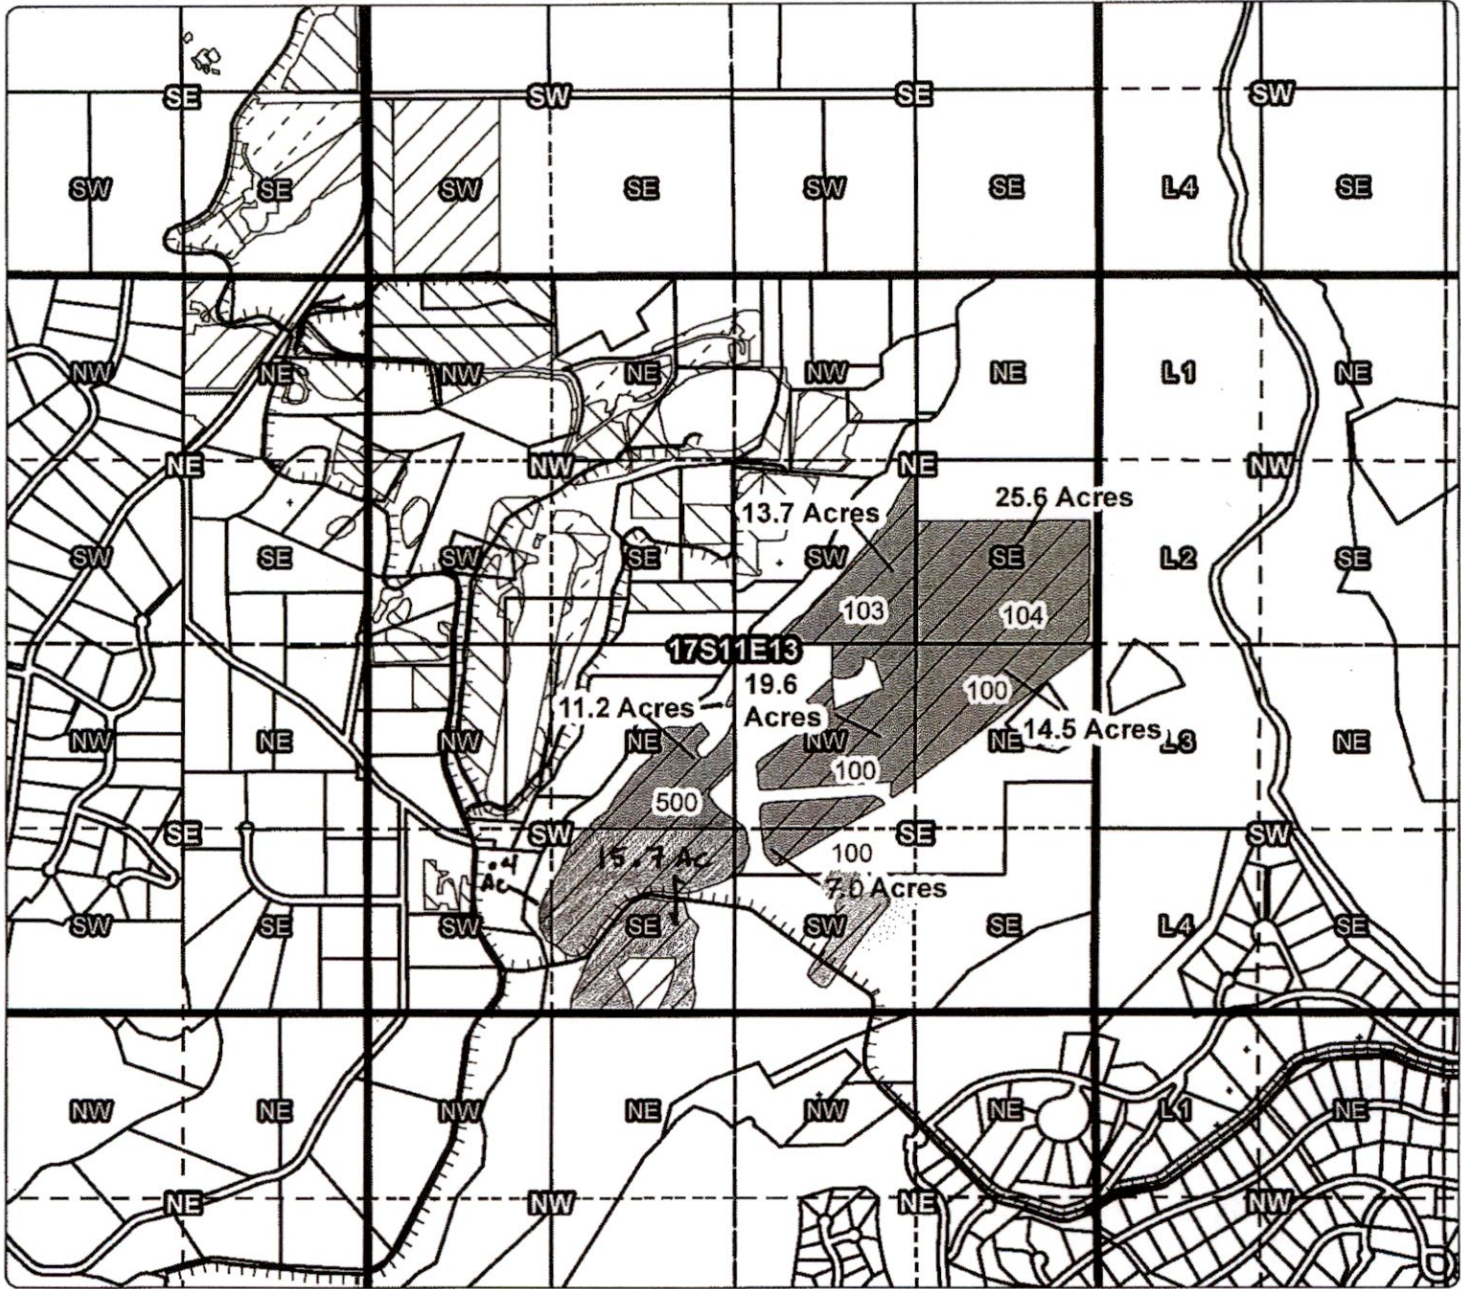 SE SW SE SW
SW SE SW SE SW SE L4 SE
NW NE NW NE NW NE L1 NE
NE NW NE NW
13.7 Acres 25.6 Acres
SW SE SW SE SW SE L2 SE
103 104
17S11E13
19.6
Acres
100
11.2 Acres
14.5 Acres
NW NE NW NE NW NE L3 NE
100
500
SE SW SE SW
.4
Ac
15.7 Ac
100
7.0 Acres
SW SE SW SE SW SE L4 SE
NW NE NW NE NW NE L1 NE
NE NW NE NW